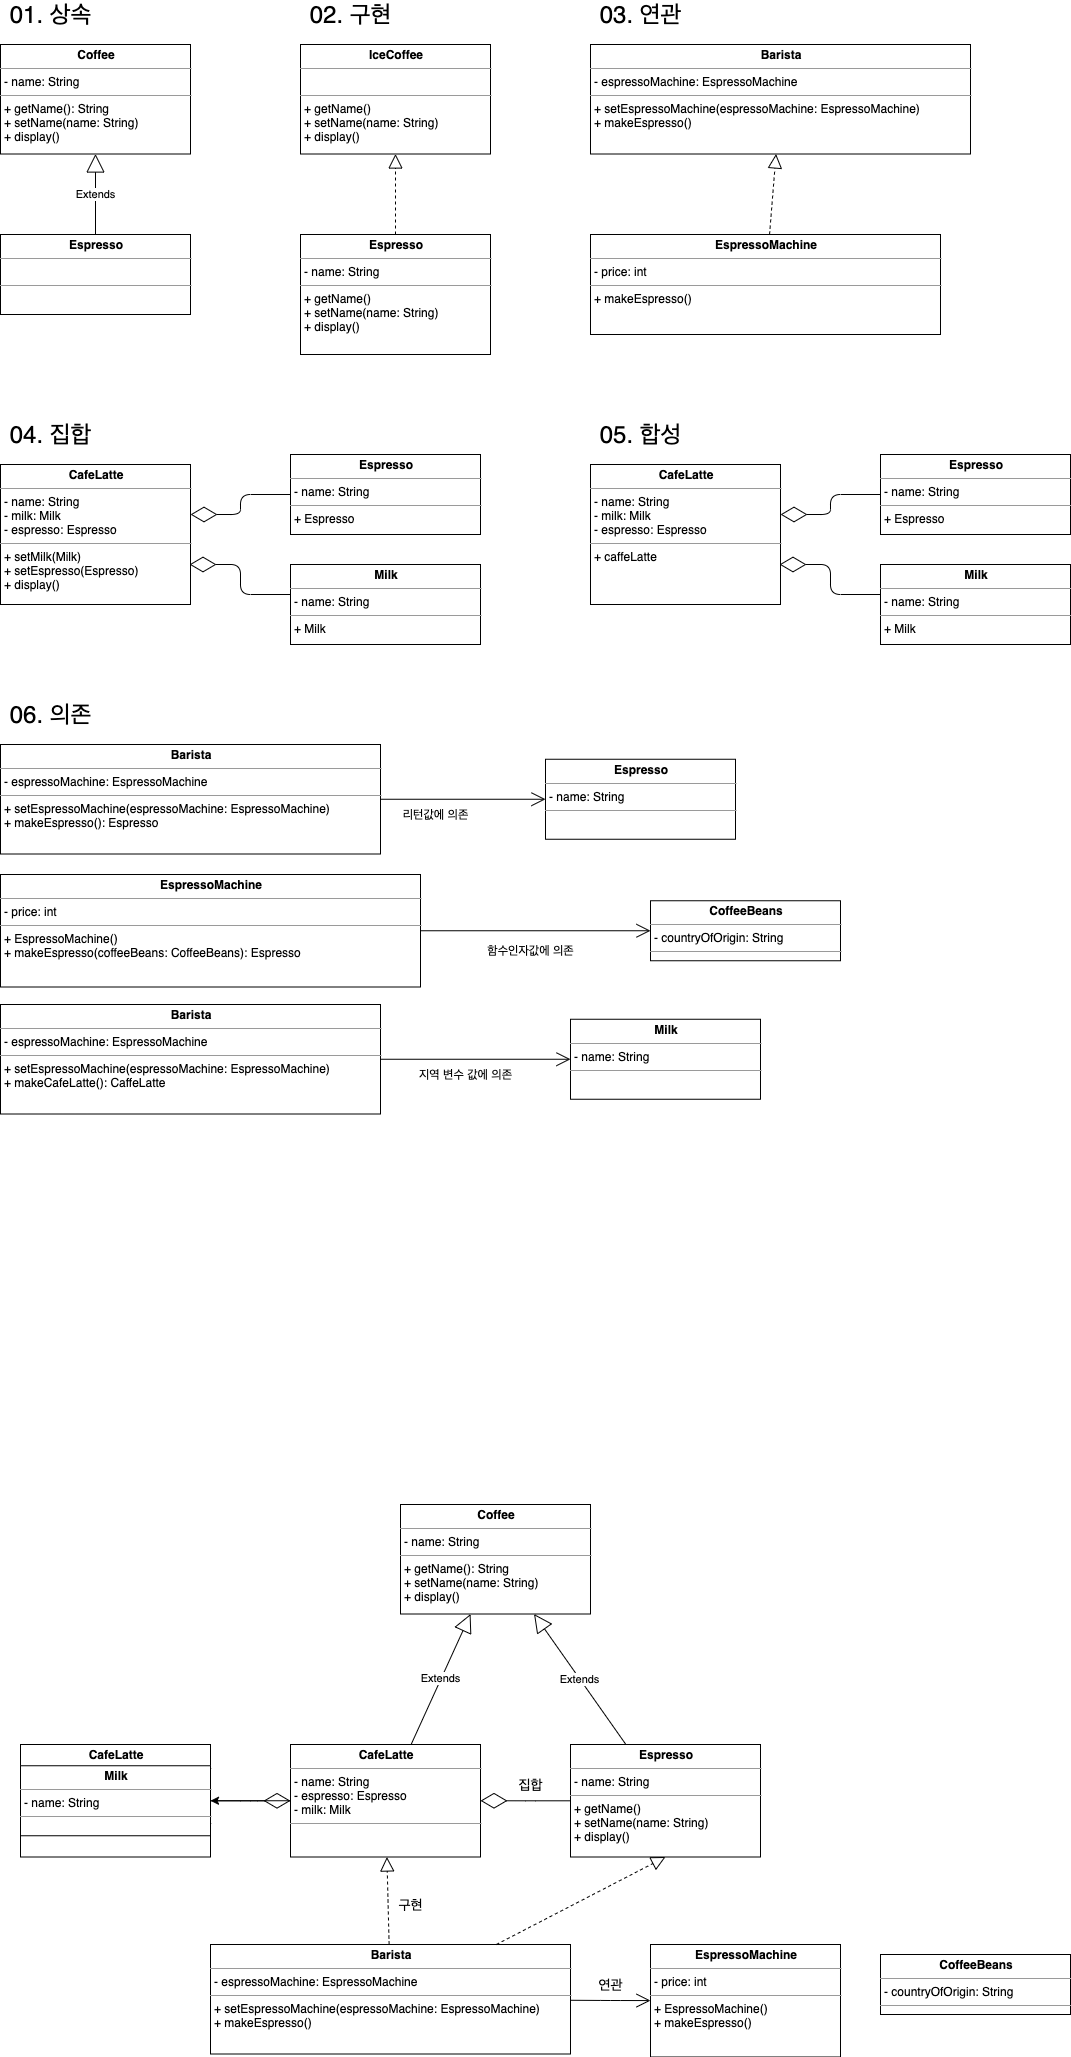 01. 상속
Coffee
- name: String
+ getName(): String
+ setName(name: String)
+ display()
Extends
Espresso
02. 구현
IceCoffee
+ getName()
+ setName(name: String)
+ display()
Espresso
- name: String
+ getName()
+ setName(name: String)
+ display()
03. 연관
Barista
- espressoMachine: EspressoMachine
+ setEspressoMachine(espressoMachine: EspressoMachine)
+ makeEspresso()
EspressoMachine
- price: int
+ makeEspresso()
04. 집합
CafeLatte
- name: String
- milk: Milk
- espresso: Espresso
+ setMilk(Milk)
+ setEspresso(Espresso)
+ display()
Espresso
- name: String
+ Espresso
Milk
- name: String
+ Milk
05. 합성
CafeLatte
- name: String
- milk: Milk
- espresso: Espresso
+ caffeLatte
Espresso
- name: String
+ Espresso
Milk
- name: String
+ Milk
06. 의존
Barista
- espressoMachine: EspressoMachine
+ setEspressoMachine(espressoMachine: EspressoMachine)
+ makeEspresso(): Espresso
리턴값에 의존
Espresso
- name: String
EspressoMachine
- price: int
+ EspressoMachine()
+ makeEspresso(coffeeBeans: CoffeeBeans): Espresso
함수인자값에 의존
CoffeeBeans
- countryOfOrigin: String
Barista
- espressoMachine: EspressoMachine
+ setEspressoMachine(espressoMachine: EspressoMachine)
+ makeCafeLatte(): CaffeLatte
지역 변수 값에 의존
Milk
- name: String
Coffee
- name: String
+ getName(): String
+ setName(name: String)
+ display()
Extends
Extends
CafeLatte
Milk
- name: String
CafeLatte
- name: String
- espresso: Espresso
- milk: Milk
집합
Espresso
- name: String
+ getName()
+ setName(name: String)
+ display()
구현
Barista
- espressoMachine: EspressoMachine
+ setEspressoMachine(espressoMachine: EspressoMachine)
+ makeEspresso()
연관
EspressoMachine
- price: int
+ EspressoMachine()
+ makeEspresso()
CoffeeBeans
- countryOfOrigin: String